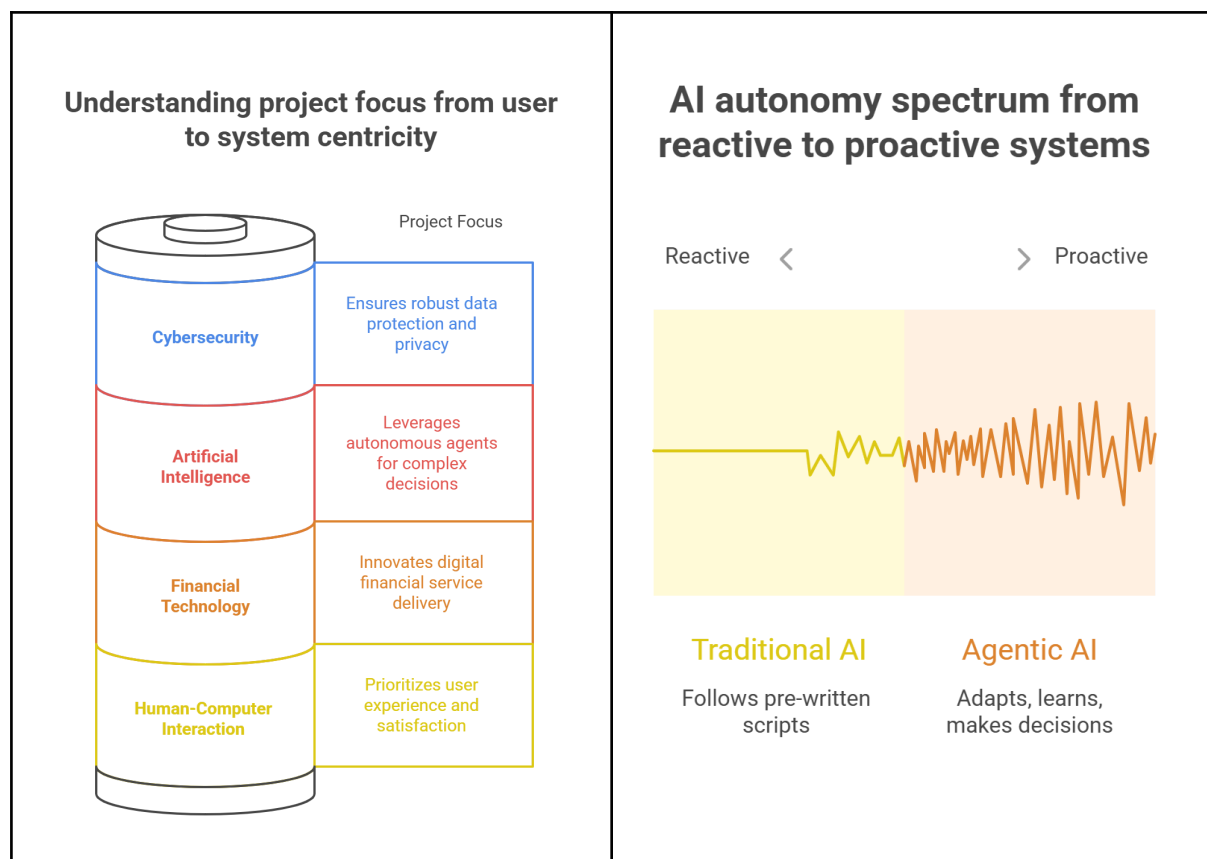 Understanding project focus from user
to system centricity
Project Focus
Cybersecurity
Ensures robust data
protection and
privacy
Artificial
Intelligence
Leverages
autonomous agents
for complex
decisions
Financial
Technology
Innovates digital
financial service
delivery
Human-Computer
Interaction
Prioritizes user
experience and
satisfaction
AI autonomy spectrum from
reactive to proactive systems
Reactive
Proactive
Traditional AI
Follows pre-written
scripts
Agentic AI
Adapts, learns,
makes decisions